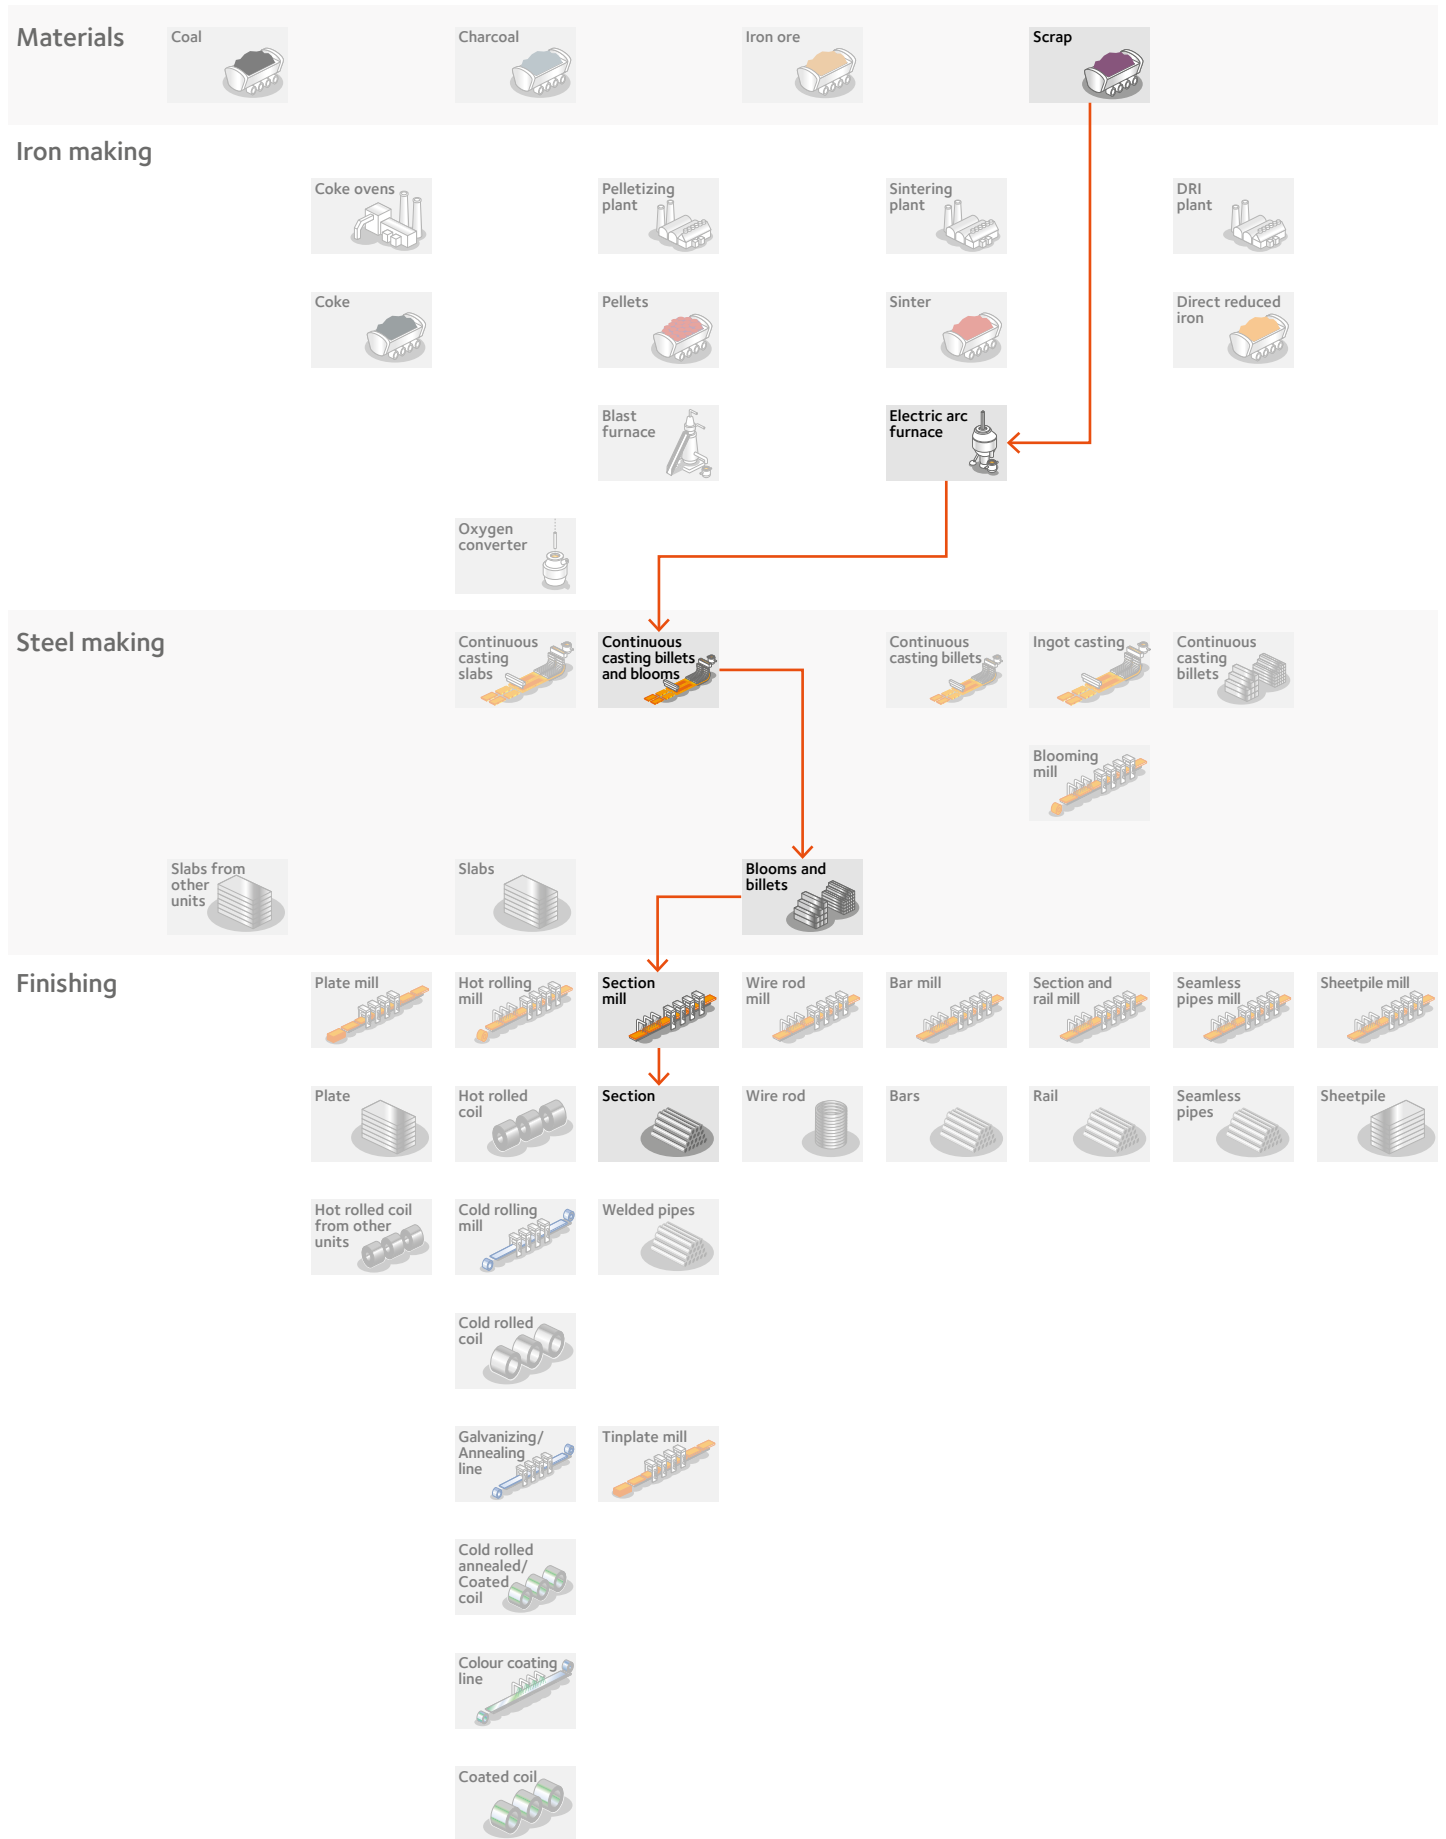 Materials
Coal
Charcoal
Iron ore
Scrap
Iron making
Coke ovens
Pelletizing
plant
Sintering
plant
DRI
plant
Coke
Pellets
Sinter
Direct reduced
iron
Blast
furnace
Electric arc
furnace
Oxygen
converter
Steel making
Continuous
casting
slabs
Continuous
casting billets
and blooms
Continuous
casting billets
Ingot casting
Continuous
casting
billets
Blooming
mill
Slabs from
other
units
Slabs
Blooms and
billets
Finishing
Plate mill
Hot rolling
mill
Section
mill
Wire rod
mill
Bar mill
Section and
rail mill
Seamless
pipes mill
Sheetpile mill
Plate
Hot rolled
coil
Section
Wire rod
Bars
Rail
Seamless
pipes
Sheetpile
Hot rolled coil
from other
units
Cold rolling
mill
Welded pipes
Cold rolled
coil
Galvanizing/
Annealing
line
Tinplate mill
Cold rolled
annealed/
Coated
coil
Colour coating
line
Coated coil